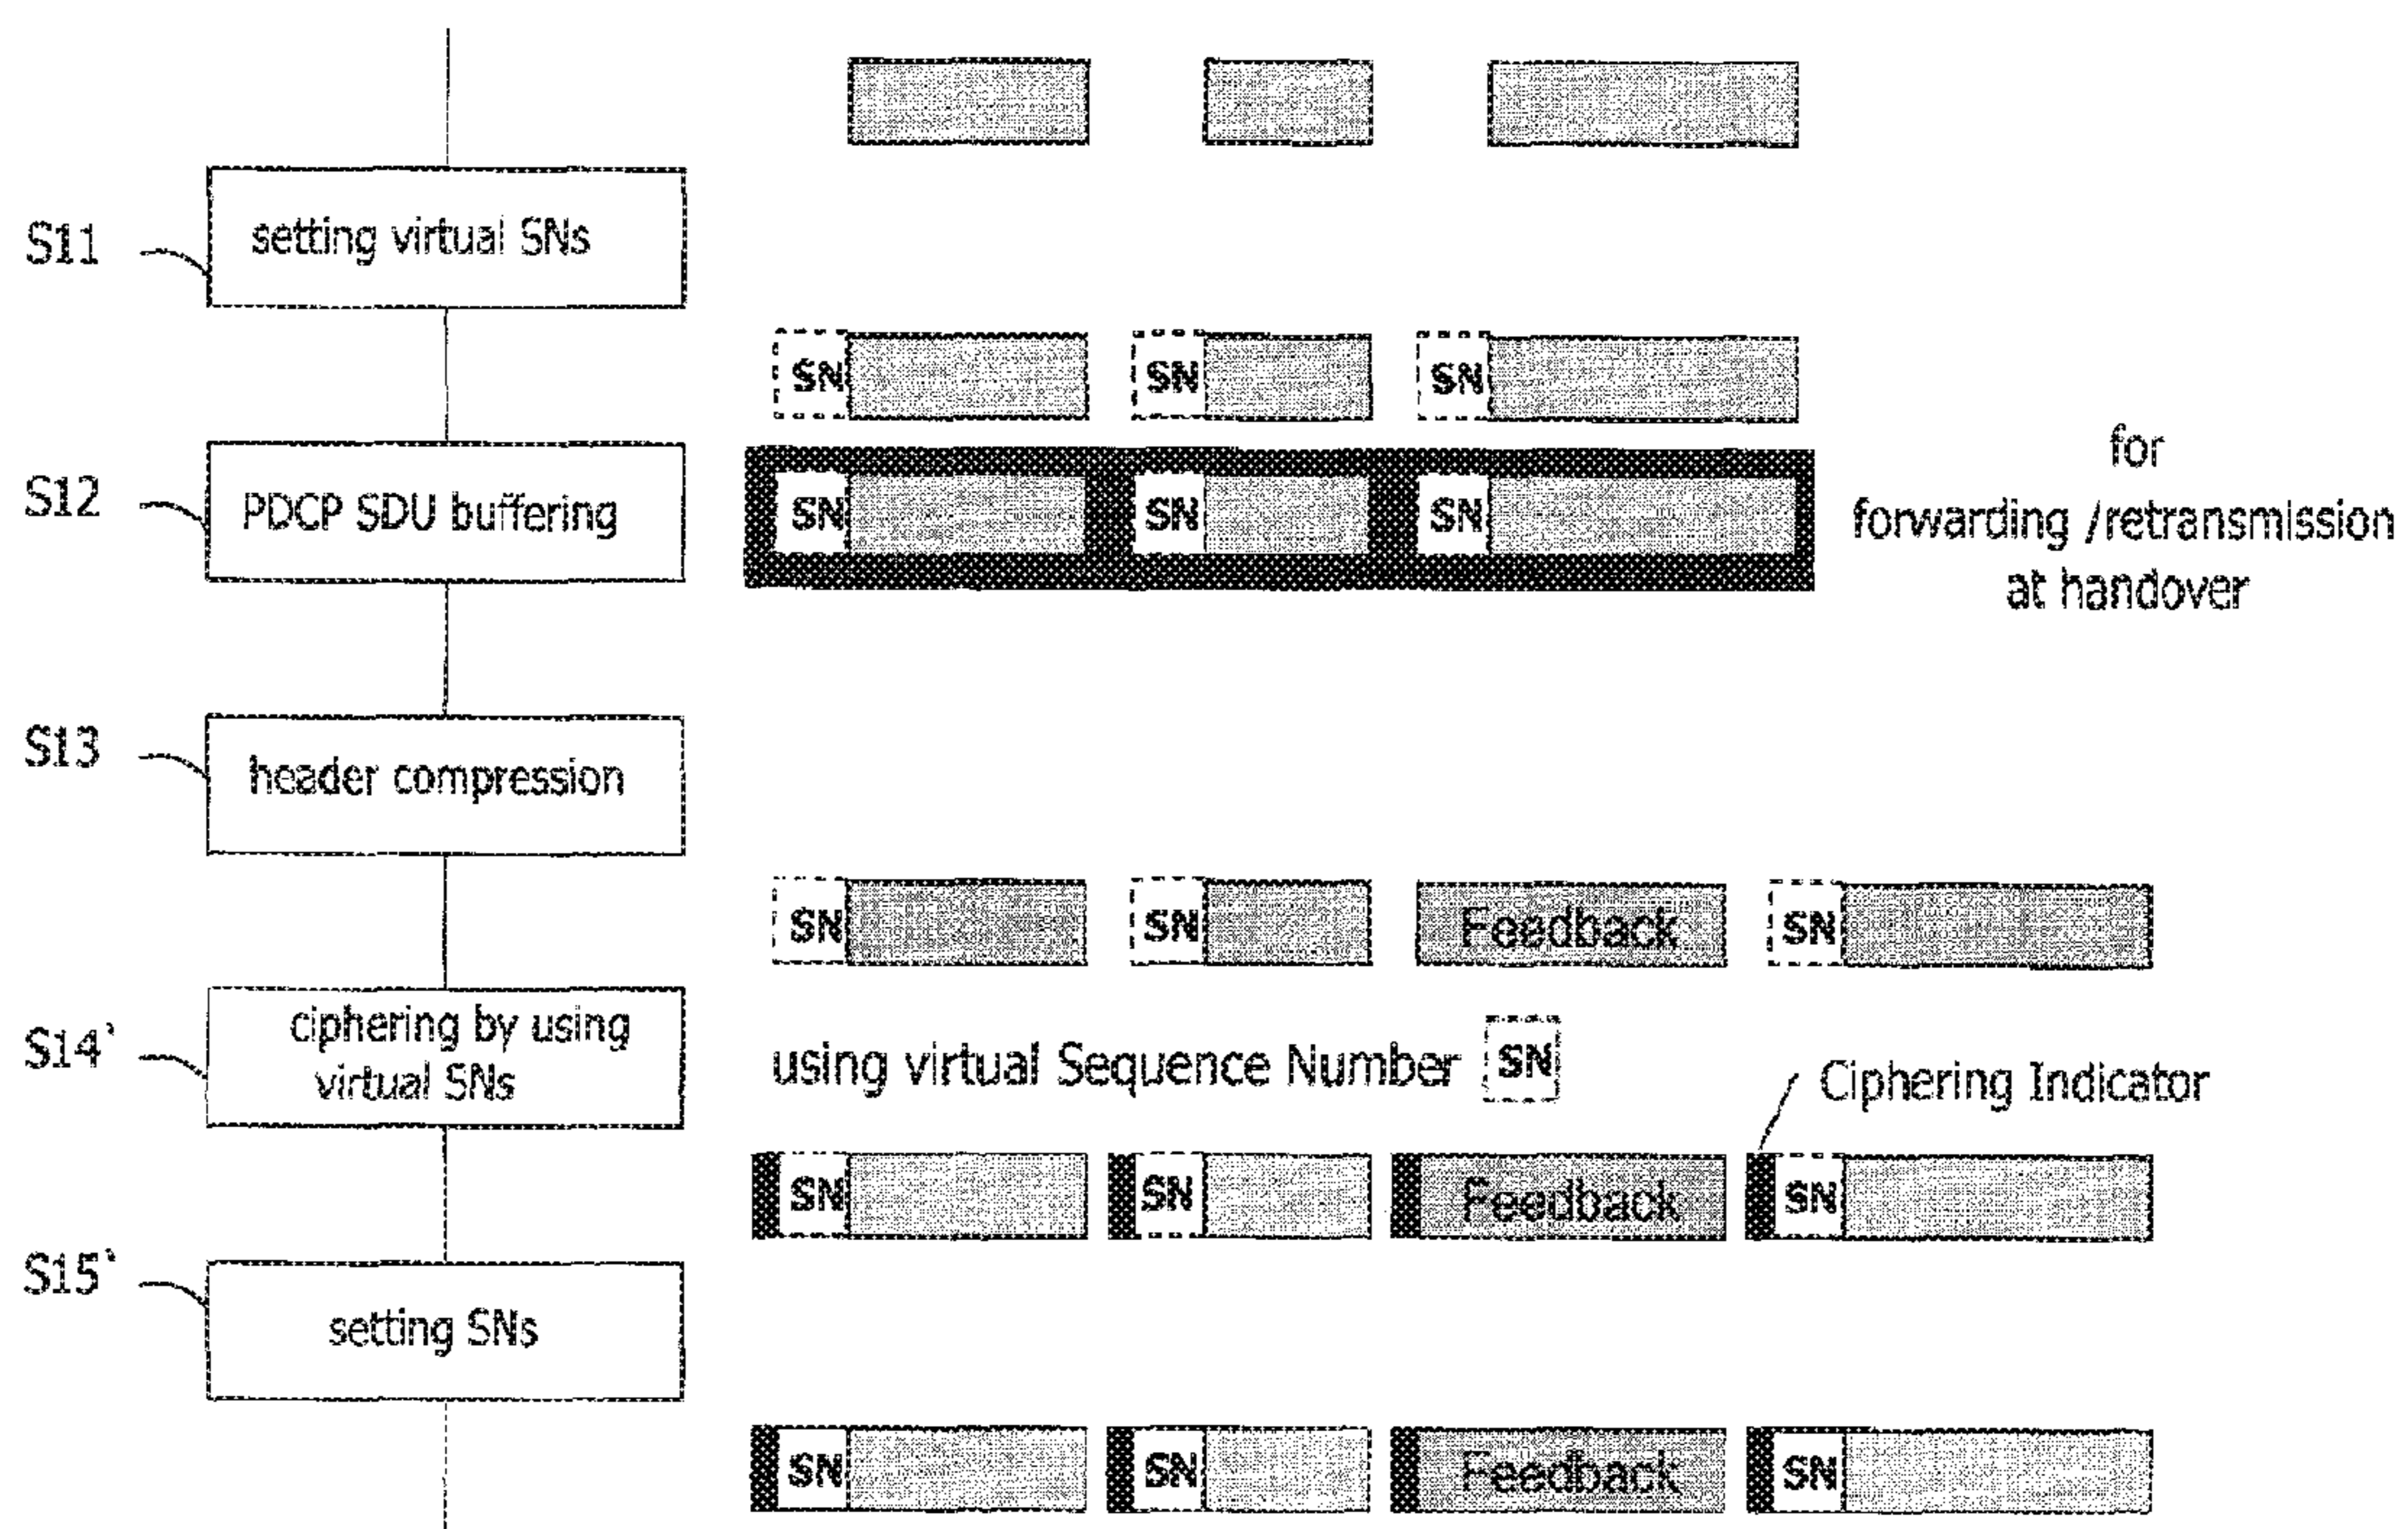 S11
setting virtual SNs
SN SN SN
S12
PDCP SDU buffering
SN SN SN
for
forwarding /retransmission
at handover
S13
header compression
SN SN Feedback SN
S14'
ciphering by using
virtual SNs
using virtual Sequence Number SN
Ciphering Indicator
SN SN Feedback SN
S15'
setting SNs
SN SN Feedback SN